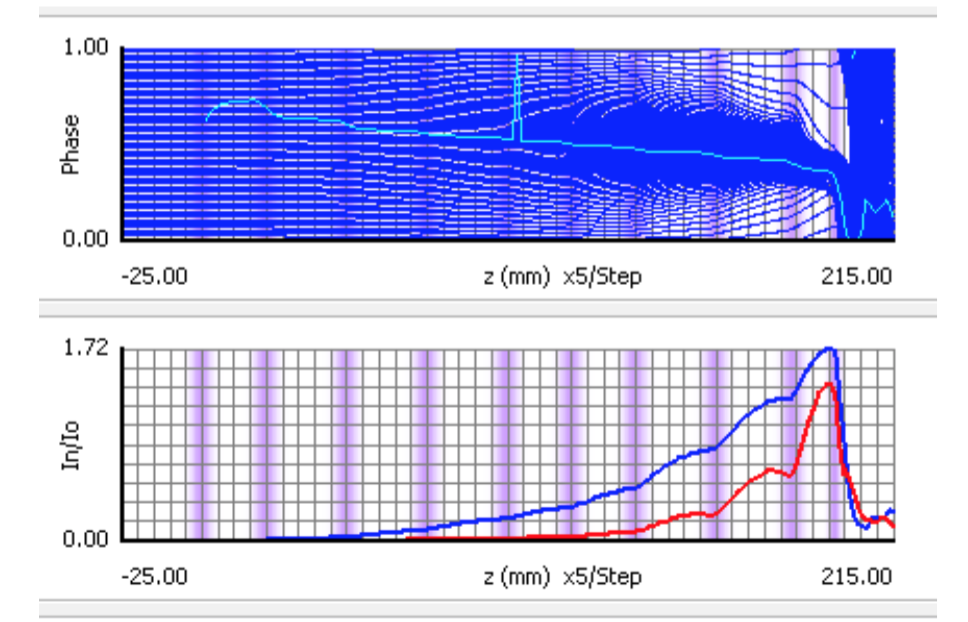 1.00
Phase
0.00
-25.00 z (mm) x5/Step 215.00
1.72
In/Io
0.00
-25.00 z (mm) x5/Step 215.00